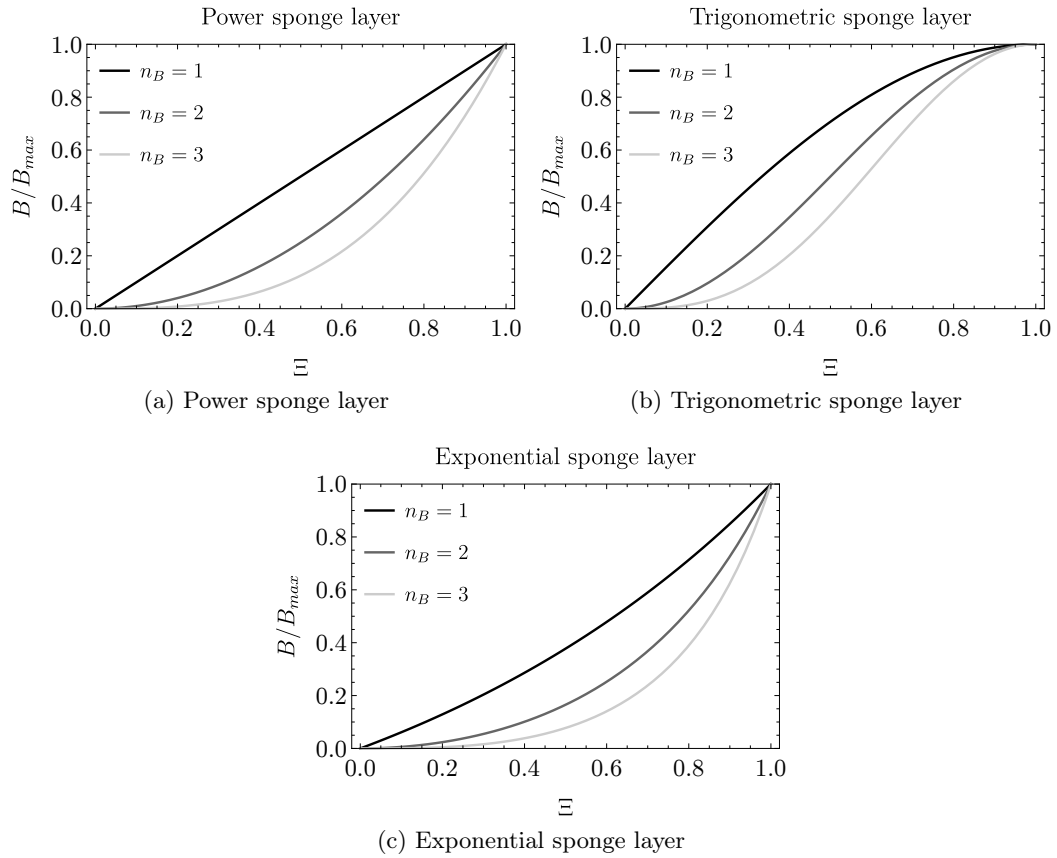 Power sponge layer
1.0
0.8
0.6
0.4
0.2
0.0
B/B_max
n_B = 1
n_B = 2
n_B = 3
0.0 0.2 0.4 0.6 0.8 1.0
Ξ
(a) Power sponge layer
Trigonometric sponge layer
1.0
0.8
0.6
0.4
0.2
0.0
B/B_max
n_B = 1
n_B = 2
n_B = 3
0.0 0.2 0.4 0.6 0.8 1.0
Ξ
(b) Trigonometric sponge layer
Exponential sponge layer
1.0
0.8
0.6
0.4
0.2
0.0
B/B_max
n_B = 1
n_B = 2
n_B = 3
0.0 0.2 0.4 0.6 0.8 1.0
Ξ
(c) Exponential sponge layer